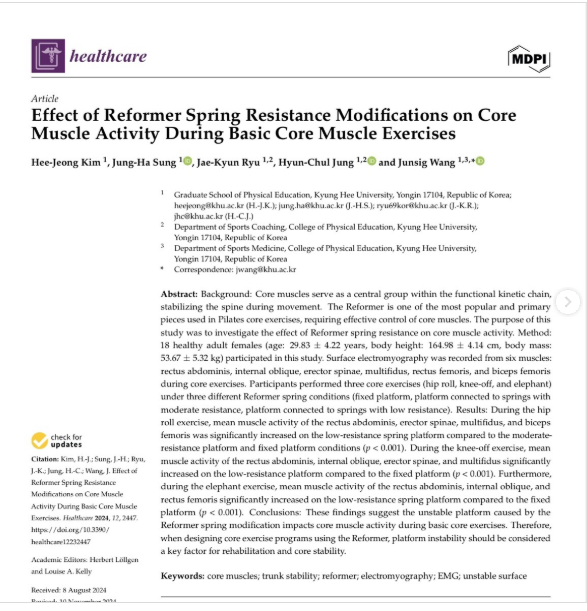 healthcare
MDPI
Article
Effect of Reformer Spring Resistance Modifications on Core
Muscle Activity During Basic Core Muscle Exercises
Hee-Jeong Kim 1, Jung-Ha Sung 1, Jae-Kyun Ryu 1,2, Hyun-Chul Jung 1,2 and Junsig Wang 1,3,*
1 Graduate School of Physical Education, Kyung Hee University, Yongin 17104, Republic of Korea;
heejeong@khu.ac.kr (H.-J.K.); jung.ha@khu.ac.kr (J.-H.S.); ryu69kor@khu.ac.kr (J.-K.R.);
jhc@khu.ac.kr (H.-C.J.)
2 Department of Sports Coaching, College of Physical Education, Kyung Hee University,
Yongin 17104, Republic of Korea
3 Department of Sports Medicine, College of Physical Education, Kyung Hee University,
Yongin 17104, Republic of Korea
* Correspondence: jwang@khu.ac.kr
Abstract: Background: Core muscles serve as a central group within the functional kinetic chain,
stabilizing the spine during movement. The Reformer is one of the most popular and primary
pieces used in Pilates core exercises, requiring effective control of core muscles. The purpose of this
study was to investigate the effect of Reformer spring resistance on core muscle activity. Method:
18 healthy adult females (age: 29.83 ± 4.22 years, body height: 164.98 ± 4.14 cm, body mass:
53.67 ± 5.32 kg) participated in this study. Surface electromyography was recorded from six muscles:
rectus abdominis, internal oblique, erector spinae, multifidus, rectus femoris, and biceps femoris
during core exercises. Participants performed three core exercises (hip roll, knee-off, and elephant)
under three different Reformer spring conditions (fixed platform, platform connected to springs with
moderate resistance, platform connected to springs with low resistance). Results: During the hip
roll exercise, mean muscle activity of the rectus abdominis, erector spinae, multifidus, and biceps
femoris was significantly increased on the low-resistance spring platform compared to the moderate-
resistance platform and fixed platform conditions (p < 0.001). During the knee-off exercise, mean
muscle activity of the rectus abdominis, internal oblique, erector spinae, and multifidus significantly
increased on the low-resistance platform compared to the fixed platform (p < 0.001). Furthermore,
during the elephant exercise, mean muscle activity of the rectus abdominis, internal oblique, and
rectus femoris significantly increased on the low-resistance spring platform compared to the fixed
platform (p < 0.001). Conclusions: These findings suggest the unstable platform caused by the
Reformer spring modification impacts core muscle activity during basic core exercises. Therefore,
when designing core exercise programs using the Reformer, platform instability should be considered
a key factor for rehabilitation and core stability.
Keywords: core muscles; trunk stability; reformer; electromyography; EMG; unstable surface
check for
updates
Citation: Kim, H.-J.; Sung, J.-H.; Ryu,
J.-K.; Jung, H.-C.; Wang, J. Effect of
Reformer Spring Resistance
Modifications on Core Muscle
Activity During Basic Core Muscle
Exercises. Healthcare 2024, 12, 2447.
https://doi.org/10.3390/
healthcare12232447
Academic Editors: Herbert Löllgen
and Louise A. Kelly
Received: 8 August 2024
Revised: 10 November 2024